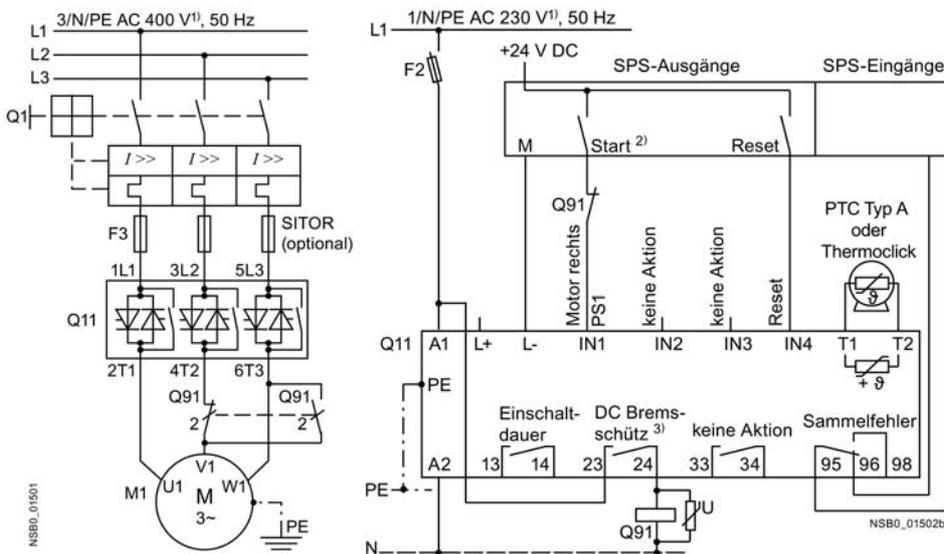 3/N/PE AC 400 V1), 50 Hz
L1
L2
L3
Q1
I >> I >> I >>
F3
SITOR
(optional)
1L1 3L2 5L3
Q11
2T1 4T2 6T3
Q91 Q91
2 2
V1
M1 U1 M W1
3~
PE
NSB0_01501
1/N/PE AC 230 V1), 50 Hz
L1
+24 V DC
F2
SPS-Ausgänge SPS-Eingänge
M Start 2) Reset
Q91
PTC Typ A
oder
Thermoclick
ϑ
Motor rechts
PS1
keine Aktion
keine Aktion
Reset
Q11 A1 L+ L- IN1 IN2 IN3 IN4 T1 T2
+ ϑ
PE
Einschalt-
dauer
DC Brems-
schütz 3)
keine Aktion
Sammelfehler
A2 13 14 23 24 33 34 95 96 98
PE
U
Q91
N
NSB0_01502b